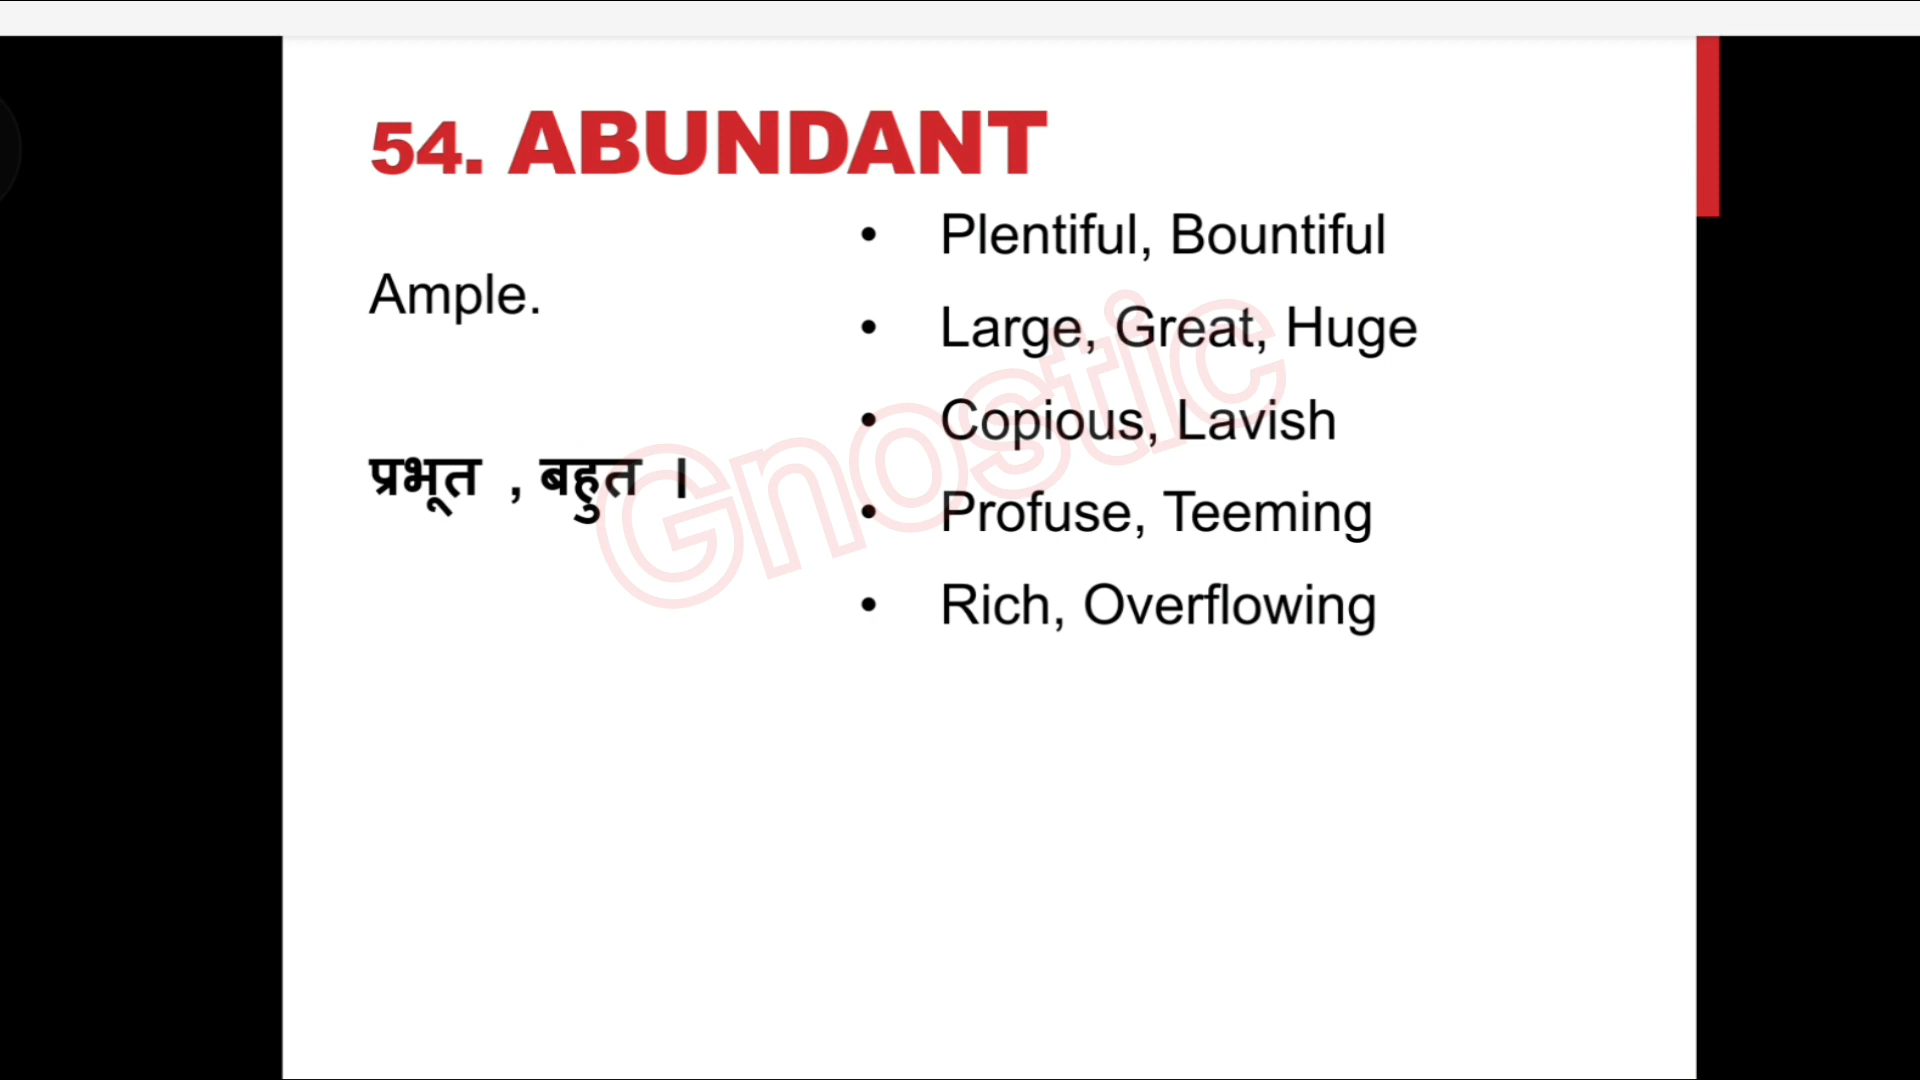 54. ABUNDANT
Ample.
प्रभूत , बहुत ।
• Plentiful, Bountiful
• Large, Great, Huge
• Copious, Lavish
• Profuse, Teeming
• Rich, Overflowing
Gnostic